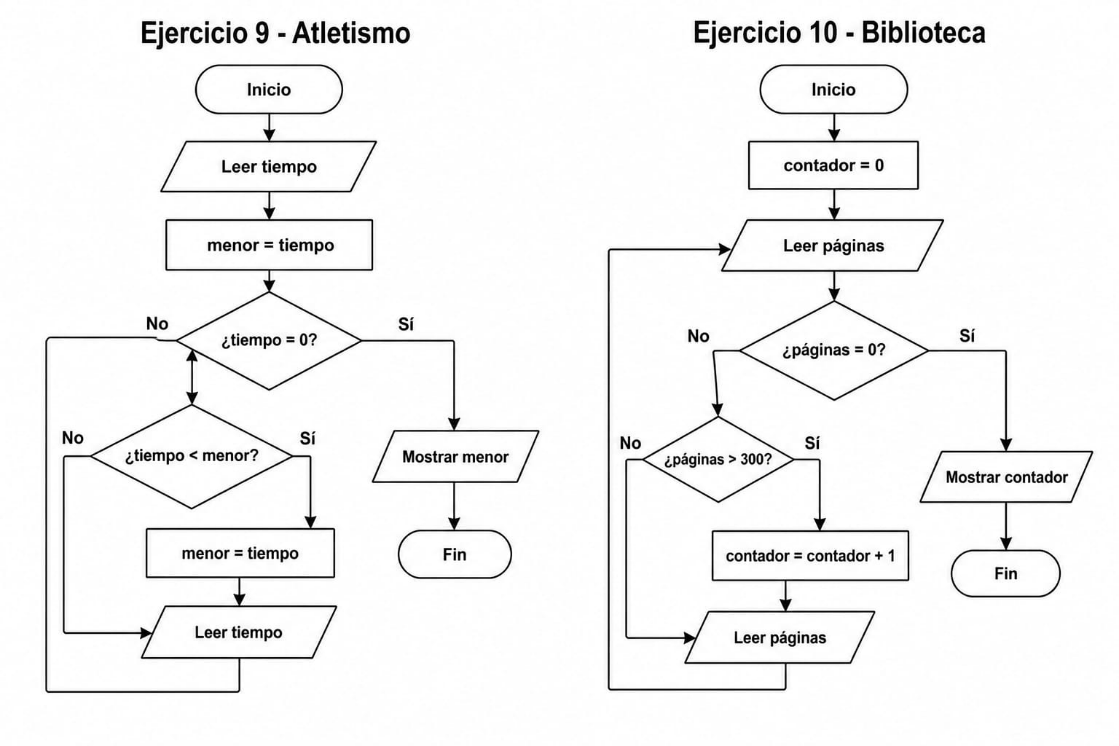 Ejercicio 9 - Atletismo
Inicio
Leer tiempo
menor = tiempo
¿tiempo = 0?
No
Sí
¿tiempo < menor?
No
Sí
Mostrar menor
menor = tiempo
Fin
Leer tiempo
Ejercicio 10 - Biblioteca
Inicio
contador = 0
Leer páginas
¿páginas = 0?
No
Sí
¿páginas > 300?
No
Sí
Mostrar contador
contador = contador + 1
Fin
Leer páginas